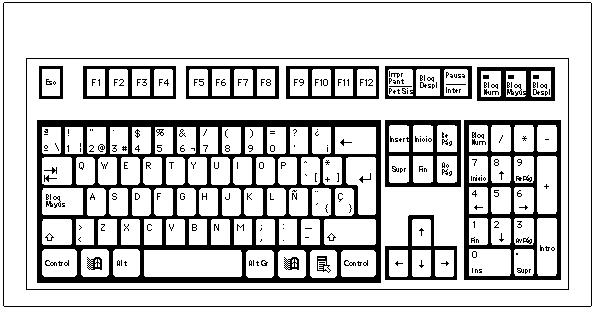 Esc F1 F2 F3 F4 F5 F6 F7 F8 F9 F10 F11 F12 Impr Pant PetSis Bloq Despl Pausa Inter Bloq Num Bloq Mayús Bloq Despl
ª ! " · $ % & / ( ) = ? ¿
º \ 1 | 2 @ 3 # 4 5 6 ¬ 7 8 9 0 ' ¡ ← Insert Inicio Re Pág Bloq Num / * -
Q W E R T Y U I O P ^ ` [ * + ] Supr Fin Av Pág 7 Inicio 8 ↑ 9 RePág +
Bloq Mayús A S D F G H J K L Ñ ¨ ´ { Ç } 4 ← 5 6 →
⇧ > < Z X C V B N M ; , : . _ - ⇧ ↑ 1 Fin 2 ↓ 3 AvPág Intro
Control Alt Alt Gr Control ← ↓ → 0 Ins . Supr